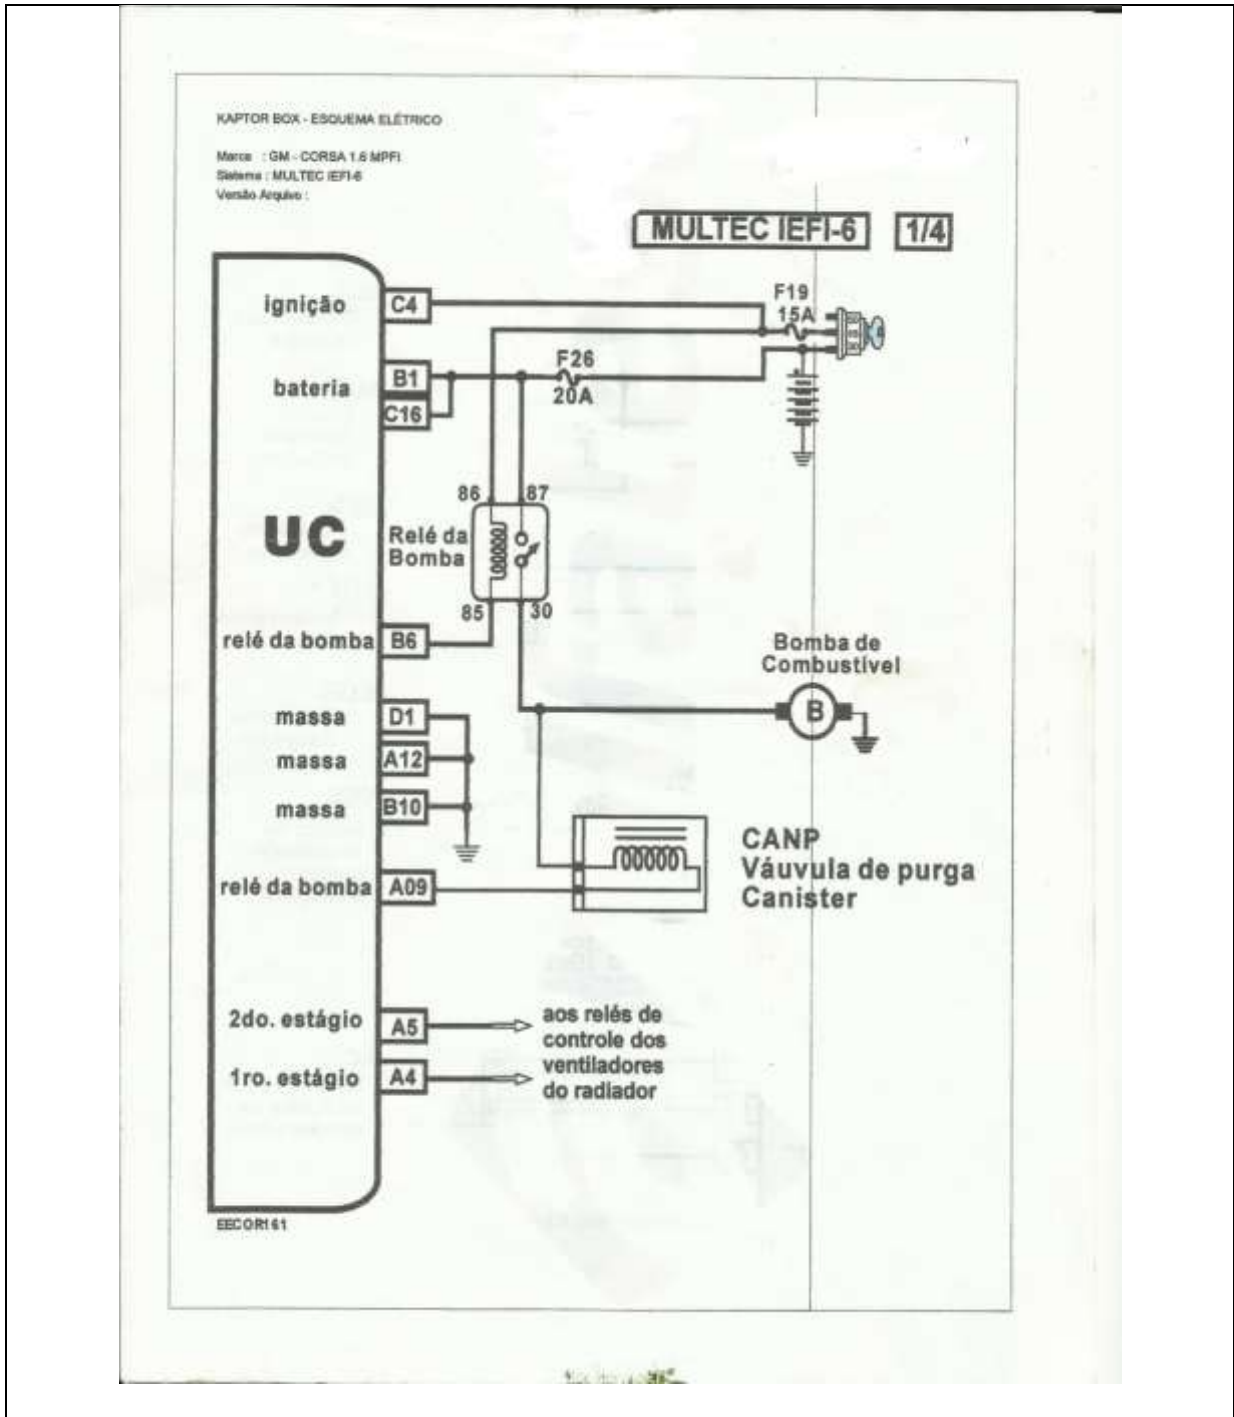 KAPTOR BOX - ESQUEMA ELÉTRICO
Marca : GM - CORSA 1.6 MPFI
Sistema : MULTEC IEFI-6
Versão Arquivo :
MULTEC IEFI-6 1/4
ignição C4
F19
15A
bateria B1
C16
F26
20A
UC
86 87
Relé da
Bomba
85 30
relé da bomba B6
Bomba de
Combustível
B
massa D1
massa A12
massa B10
relé da bomba A09
CANP
Váuvula de purga
Canister
2do. estágio A5
1ro. estágio A4
aos relés de
controle dos
ventiladores
do radiador
EECOR161